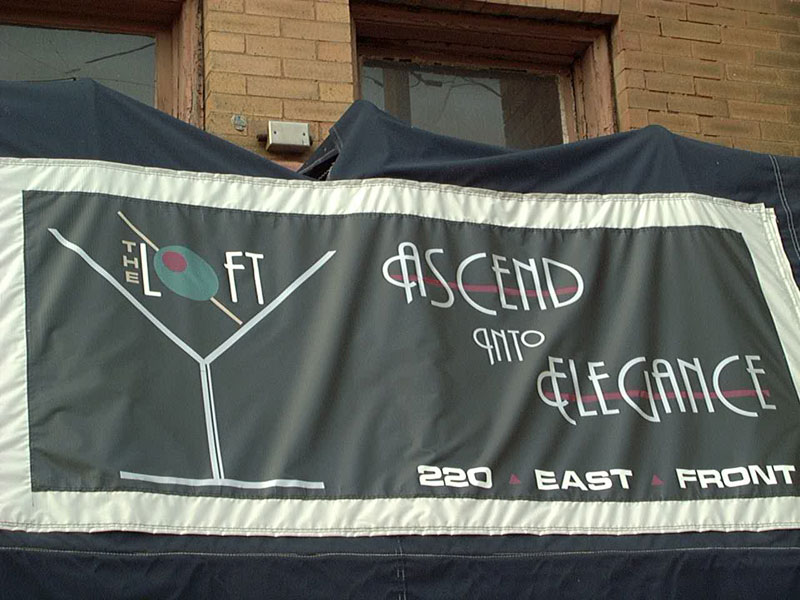 THE
LOFT
ASCEND
INTO
ELEGANCE
220 ▲ EAST ▲ FRONT